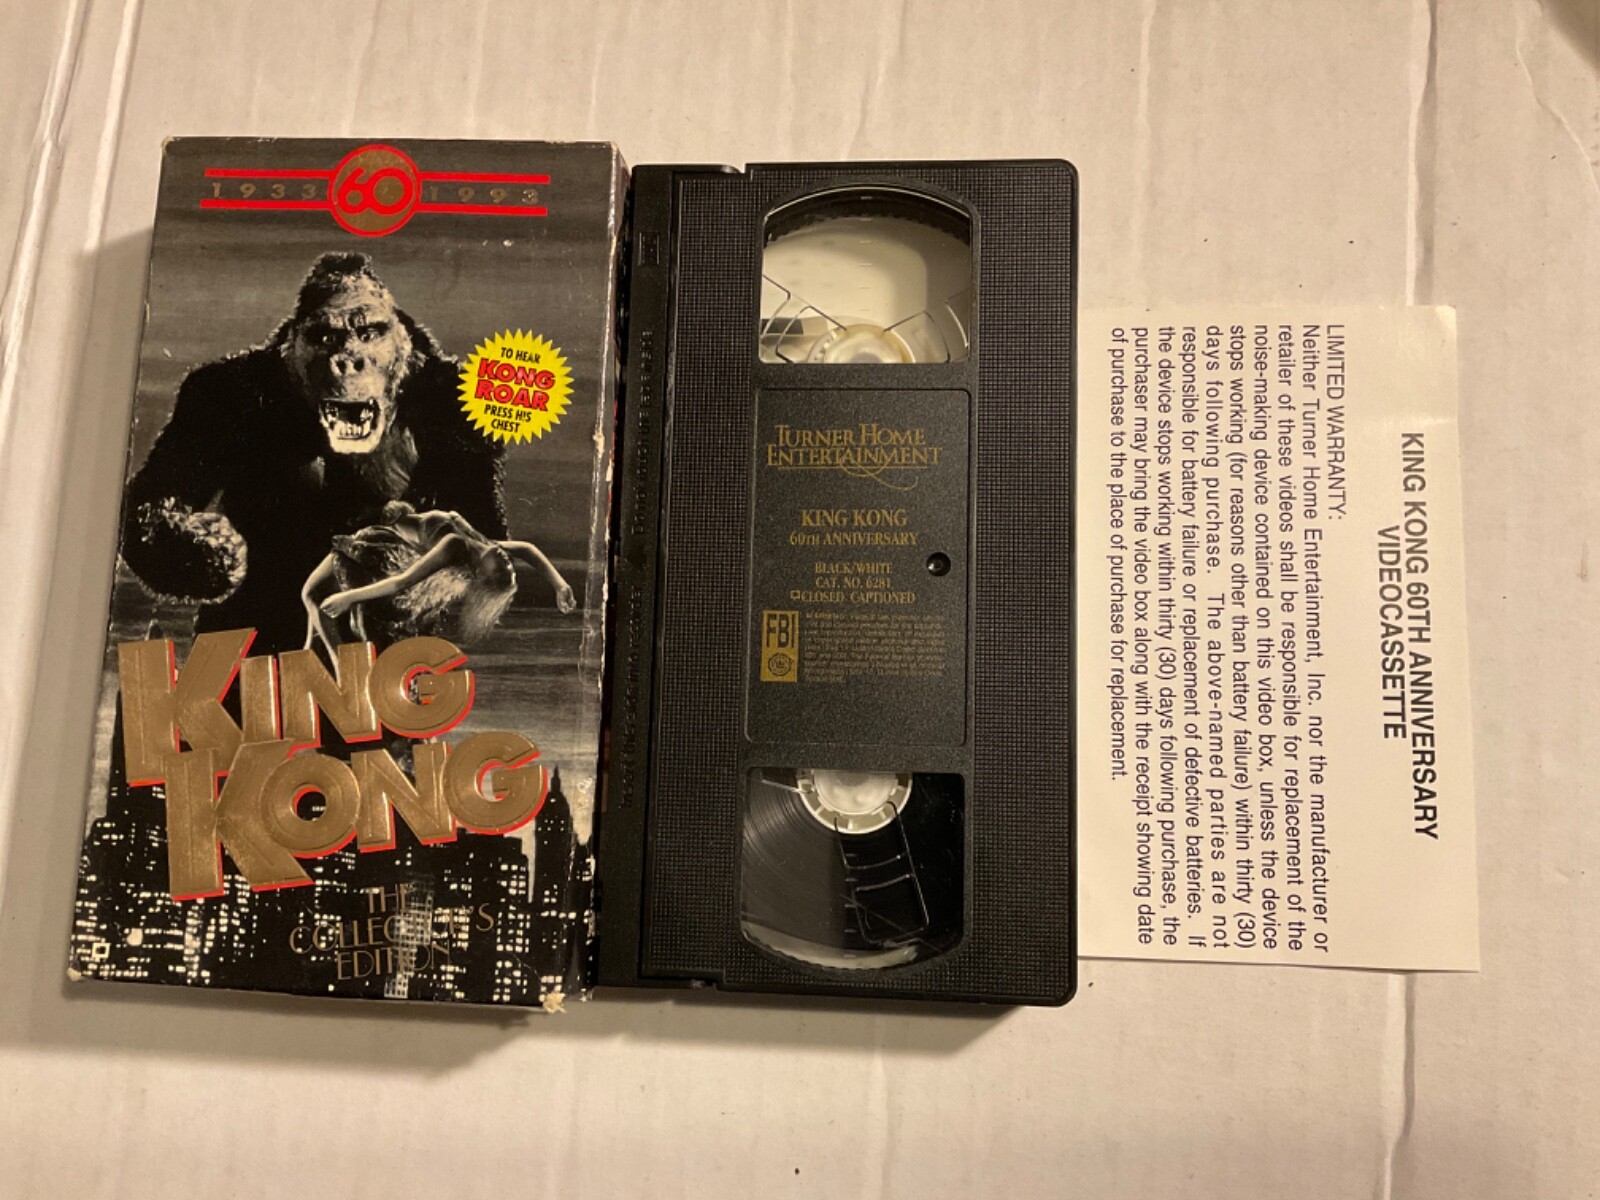 1933 60 1993
TO HEAR
KONG
ROAR
PRESS HIS
CHEST
KING
KONG
THE
COLLECTOR'S
EDITION
TURNER HOME
ENTERTAINMENT
KING KONG
60TH ANNIVERSARY
BLACK/WHITE
CAT. NO. 6281
CLOSED CAPTIONED
FBI
KING KONG 60TH ANNIVERSARY
VIDEOCASSETTE
LIMITED WARRANTY:
Neither Turner Home Entertainment, Inc. nor the manufacturer or
retailer of these videos shall be responsible for replacement of the
noise-making device contained on this video box, unless the device
stops working (for reasons other than battery failure) within thirty (30)
days following purchase. The above-named parties are not
responsible for battery failure or replacement of defective batteries. If
the device stops working within thirty (30) days following purchase, the
purchaser may bring the video box along with the receipt showing date
of purchase to the place of purchase for replacement.